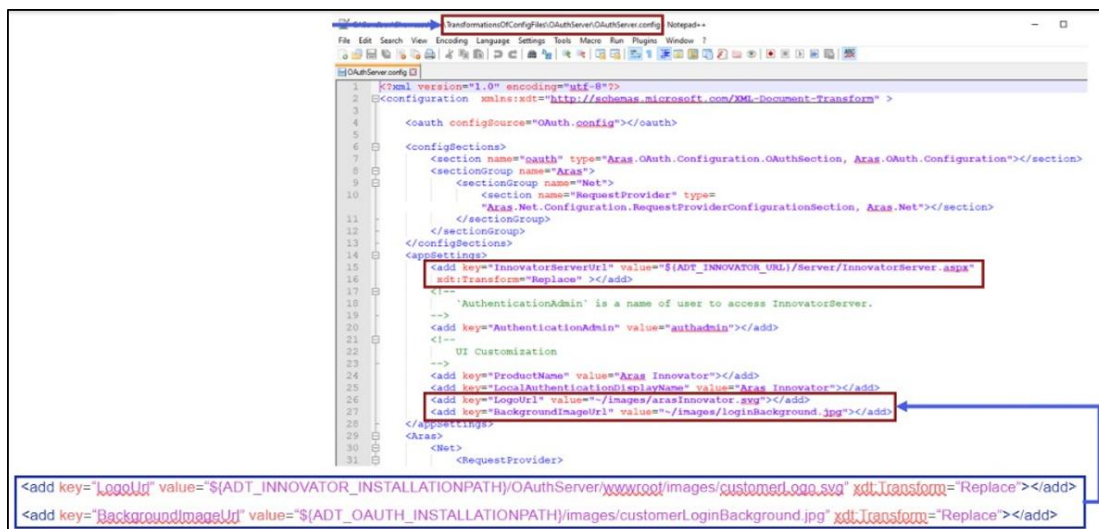 TransformationsOfConfigFiles\OAuthServer\OAuthServer.config - Notepad++
File Edit Search View Encoding Language Settings Tools Macro Run Plugins Window ?
OAuthServer.config
1 <?xml version="1.0" encoding="utf-8"?>
2 <configuration xmlns:xdt="http://schemas.microsoft.com/XML-Document-Transform" >
3
4 <oauth configSource="OAuth.config"></oauth>
5
6 <configSections>
7 <section name="oauth" type="Aras.OAuth.Configuration.OAuthSection, Aras.OAuth.Configuration"></section>
8 <sectionGroup name="Aras">
9 <sectionGroup name="Net">
10 <section name="RequestProvider" type=
"Aras.Net.Configuration.RequestProviderConfigurationSection, Aras.Net"></section>
11 </sectionGroup>
12 </sectionGroup>
13 </configSections>
14 <appSettings>
15 <add key="InnovatorServerUrl" value="${ADT_INNOVATOR_URL}/Server/InnovatorServer.aspx"
16 xdt:Transform="Replace" ></add>
17 <!--
18 `AuthenticationAdmin` is a name of user to access InnovatorServer.
19 -->
20 <add key="AuthenticationAdmin" value="authadmin"></add>
21 <!--
22 UI Customization
23 -->
24 <add key="ProductName" value="Aras Innovator"></add>
25 <add key="LocalAuthenticationDisplayName" value="Aras Innovator"></add>
26 <add key="LogoUrl" value="~/images/arasInnovator.svg"></add>
27 <add key="BackgroundImageUrl" value="~/images/loginBackground.jpg"></add>
28 </appSettings>
29 <Aras>
30 <Net>
31 <RequestProvider>
<add key="LogoUrl" value="${ADT_INNOVATOR_INSTALLATIONPATH}/OAuthServer/wwwroot/images/customerLogo.svg" xdt:Transform="Replace"></add>
<add key="BackgroundImageUrl" value="${ADT_OAUTH_INSTALLATIONPATH}/images/customerLoginBackground.jpg" xdt:Transform="Replace"></add>